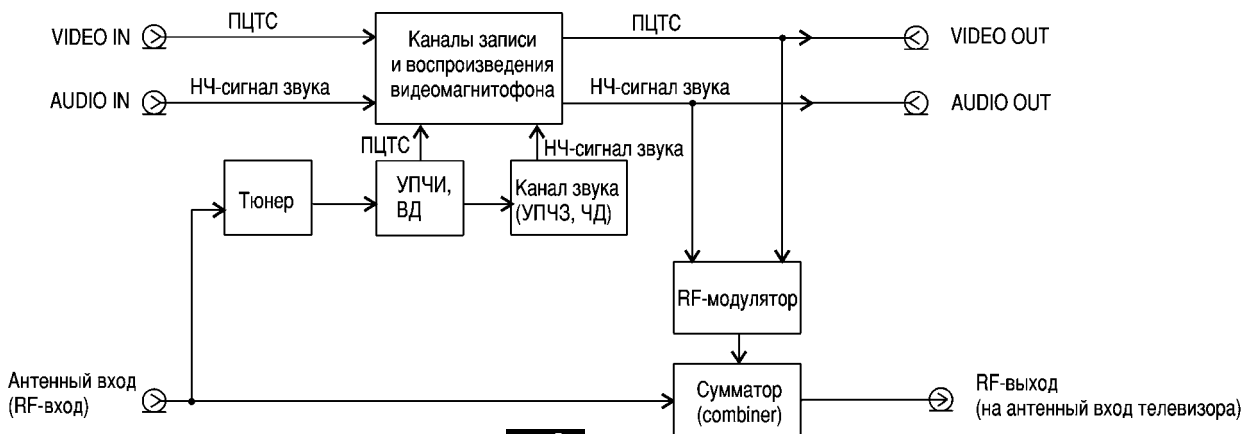 VIDEO IN
ПЦТС
Каналы записи
и воспроизведения
видеомагнитофона
ПЦТС
VIDEO OUT
AUDIO IN
НЧ-сигнал звука
НЧ-сигнал звука
AUDIO OUT
ПЦТС
НЧ-сигнал звука
Тюнер
УПЧИ,
ВД
Канал звука
(УПЧЗ, ЧД)
RF-модулятор
Антенный вход
(RF-вход)
Сумматор
(combiner)
RF-выход
(на антенный вход телевизора)